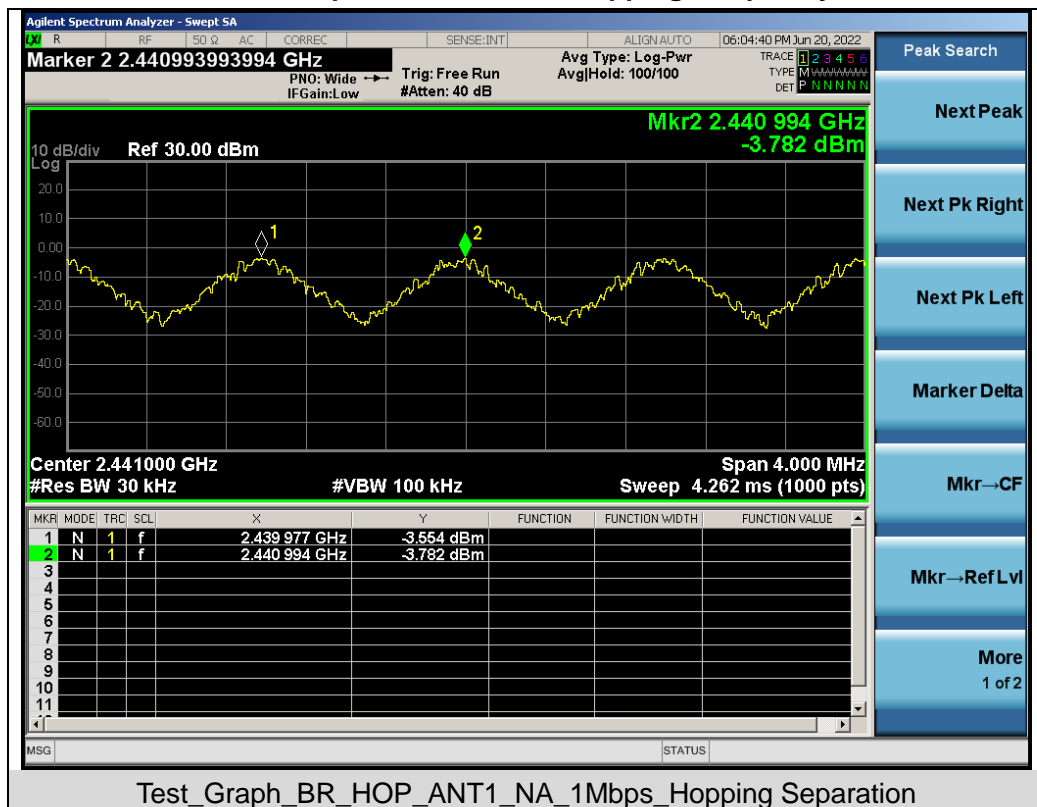 Agilent Spectrum Analyzer - Swept SA
LXI R RF 50 Ω AC CORREC SENSE:INT ALIGN AUTO 06:04:40 PM Jun 20, 2022
Marker 2 2.440993993994 GHz
PNO: Wide
IFGain:Low
Trig: Free Run
#Atten: 40 dB
Avg Type: Log-Pwr
Avg|Hold: 100/100
TRACE 1 2 3 4 5 6
TYPE M WWWWW
DET P N N N N N
Mkr2 2.440 994 GHz
-3.782 dBm
10 dB/div Ref 30.00 dBm
Log
20.0
10.0
0.00
-10.0
-20.0
-30.0
-40.0
-50.0
-60.0
1
2
Center 2.441000 GHz Span 4.000 MHz
#Res BW 30 kHz #VBW 100 kHz Sweep 4.262 ms (1000 pts)
MKR MODE TRC SCL X Y FUNCTION FUNCTION WIDTH FUNCTION VALUE
1 N 1 f 2.439 977 GHz -3.554 dBm
2 N 1 f 2.440 994 GHz -3.782 dBm
3
4
5
6
7
8
9
10
11
MSG STATUS
Peak Search
Next Peak
Next Pk Right
Next Pk Left
Marker Delta
Mkr→CF
Mkr→Ref Lvl
More
1 of 2
Test_Graph_BR_HOP_ANT1_NA_1Mbps_Hopping Separation